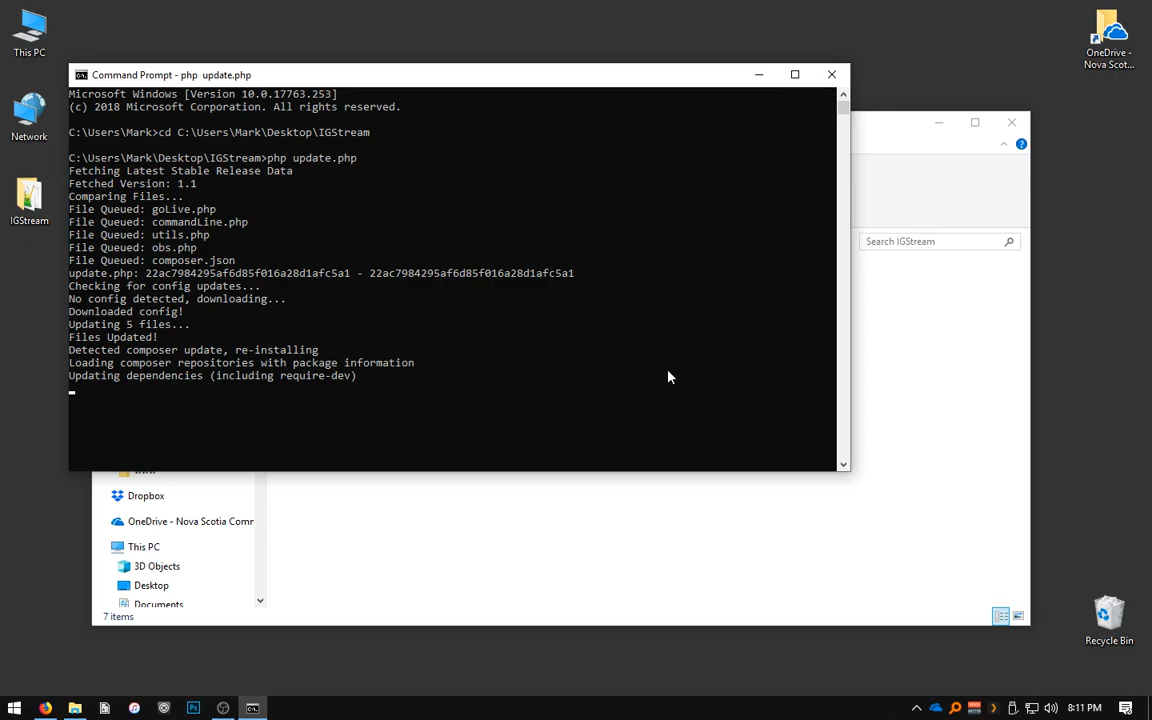 This PC
Network
IGStream
OneDrive -
Nova Scot...
Command Prompt - php  update.php
Microsoft Windows [Version 10.0.17763.253]
(c) 2018 Microsoft Corporation. All rights reserved.
C:\Users\Mark>cd C:\Users\Mark\Desktop\IGStream
C:\Users\Mark\Desktop\IGStream>php update.php
Fetching Latest Stable Release Data
Fetched Version: 1.1
Comparing Files...
File Queued: goLive.php
File Queued: commandLine.php
File Queued: utils.php
File Queued: obs.php
File Queued: composer.json
update.php: 22ac7984295af6d85f016a28d1afc5a1 - 22ac7984295af6d85f016a28d1afc5a1
Checking for config updates...
No config detected, downloading...
Downloaded config!
Updating 5 files...
Files Updated!
Detected composer update, re-installing
Loading composer repositories with package information
Updating dependencies (including require-dev)
Search IGStream
Dropbox
OneDrive - Nova Scotia Comr
This PC
3D Objects
Desktop
Documents
7 items
Recycle Bin
8:11 PM